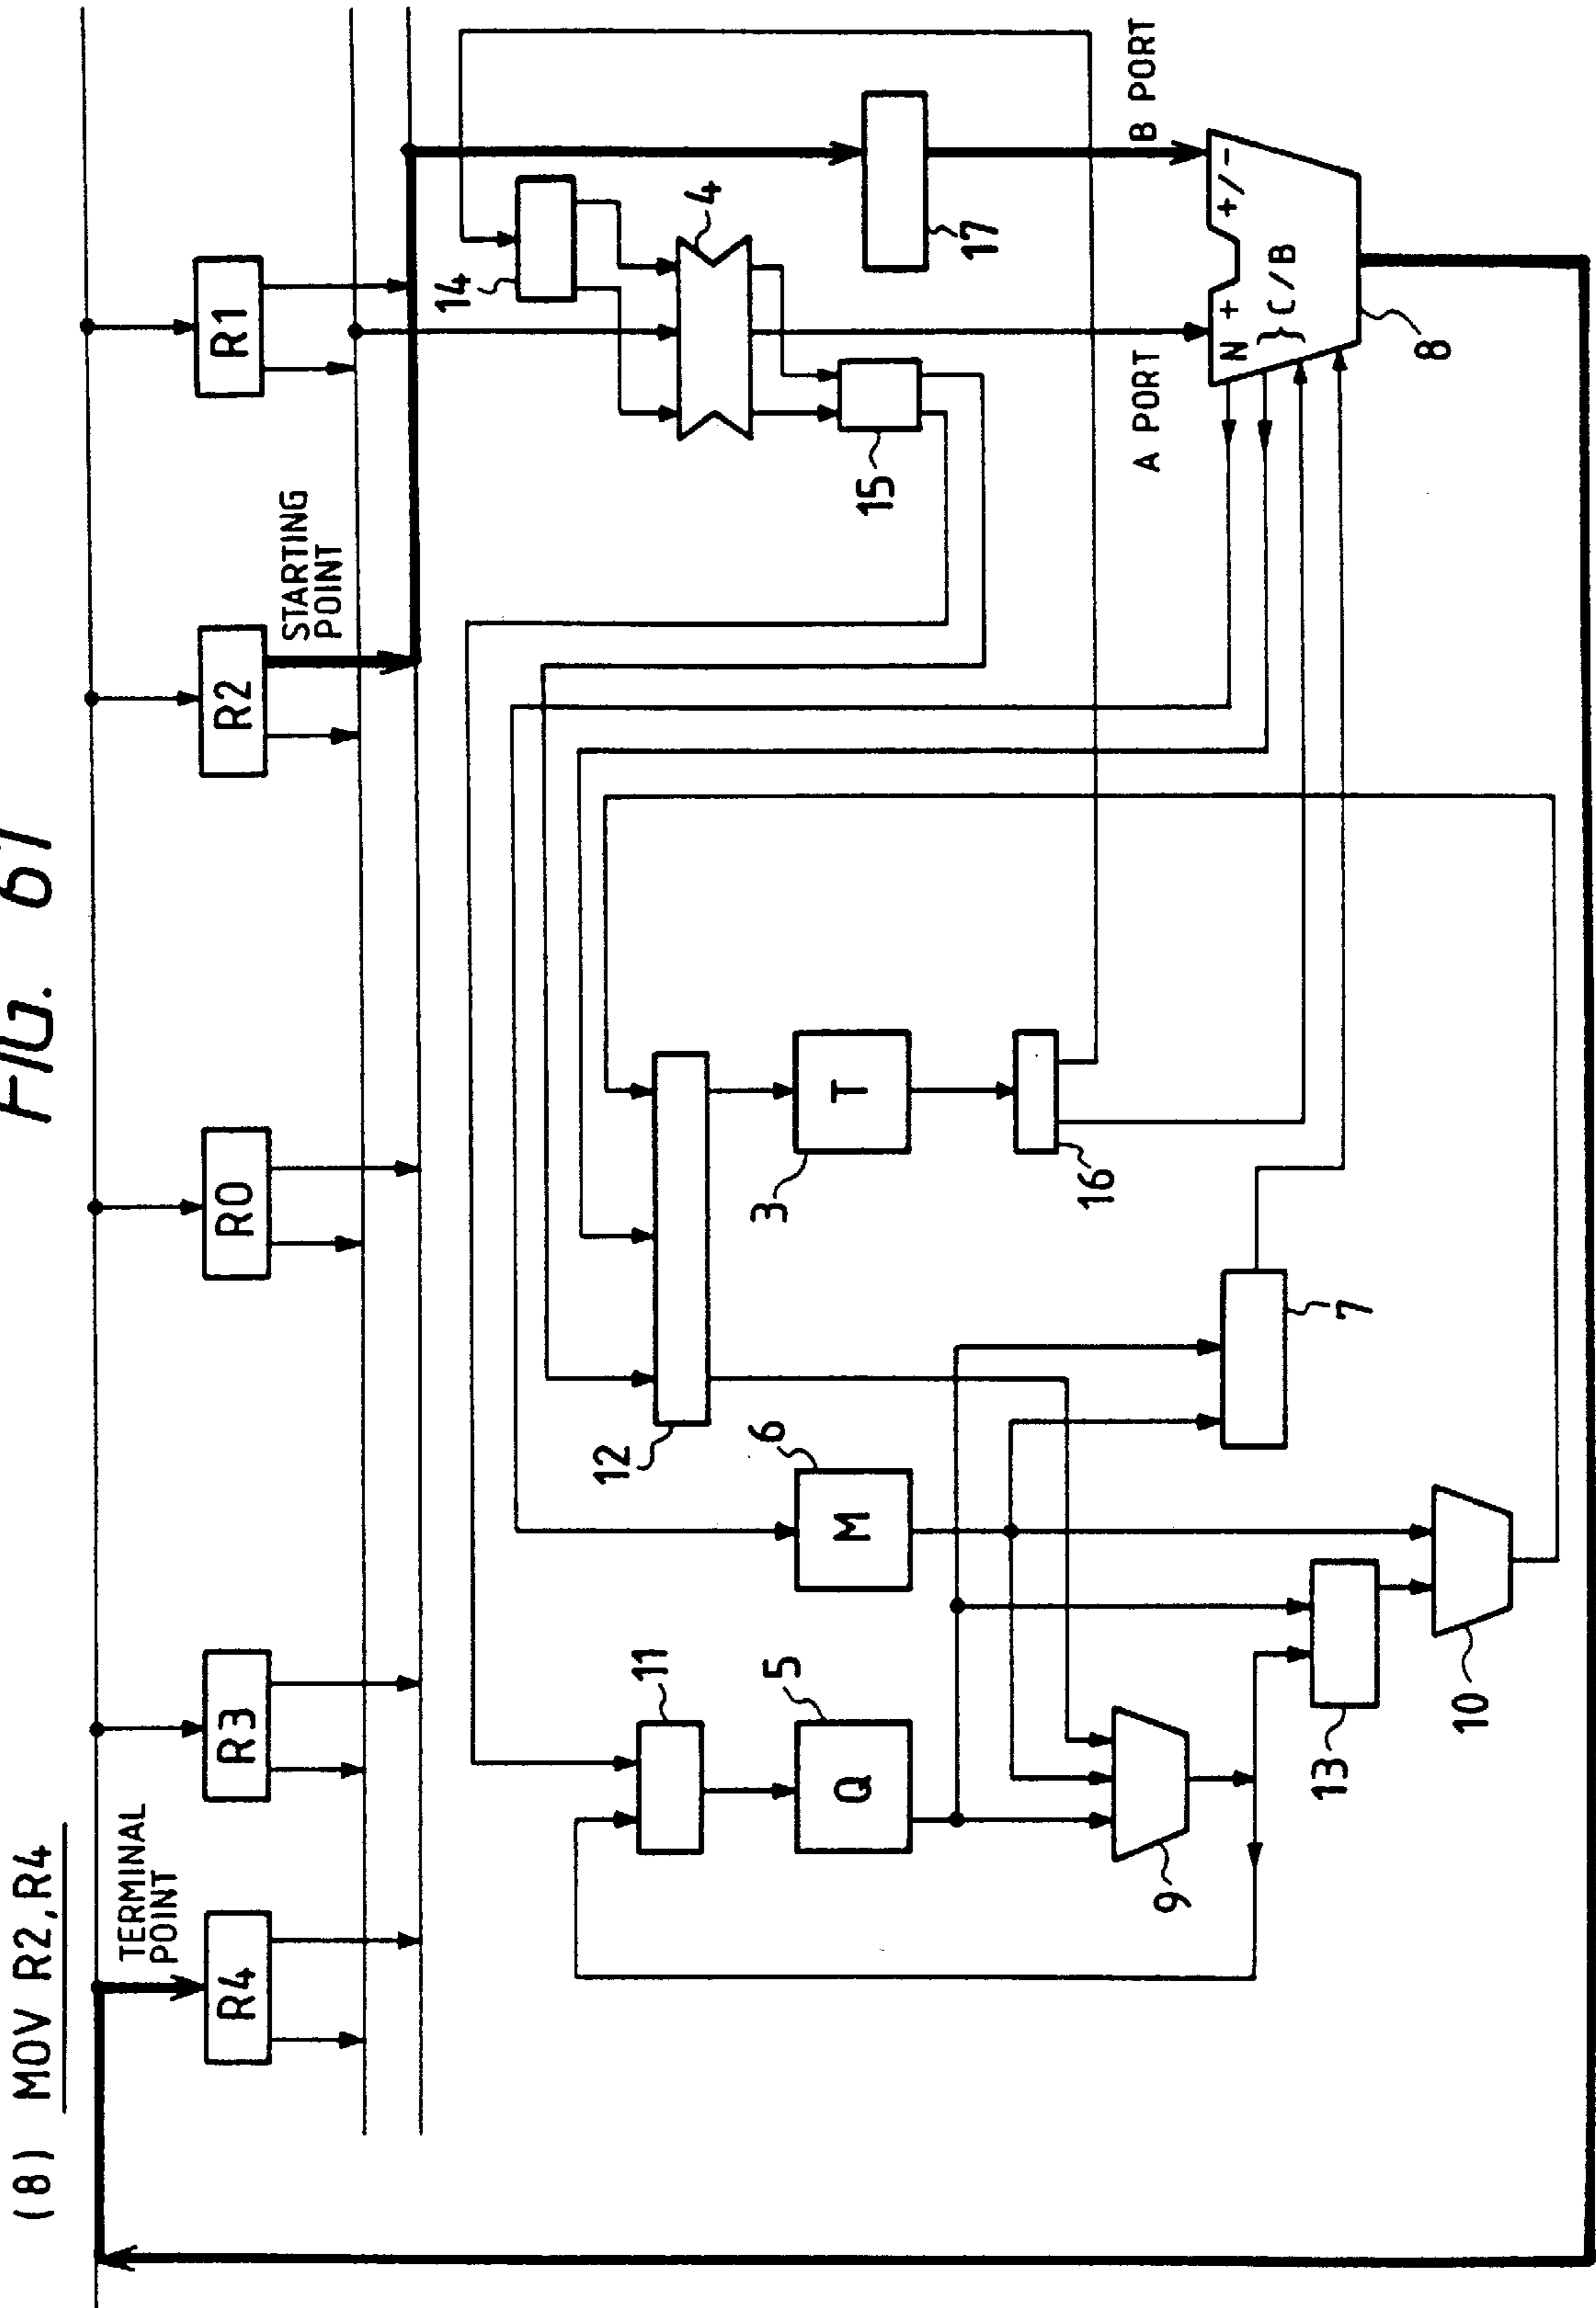 FIG. 61
(8) MOV R2,R4
TERMINAL
POINT
STARTING
POINT
R4
R3
R0
R2
R1
14
4
17
15
A PORT
B PORT
N + +/-
} C/B
8
11
5
Q
6
M
12
3
T
16
7
9
13
10